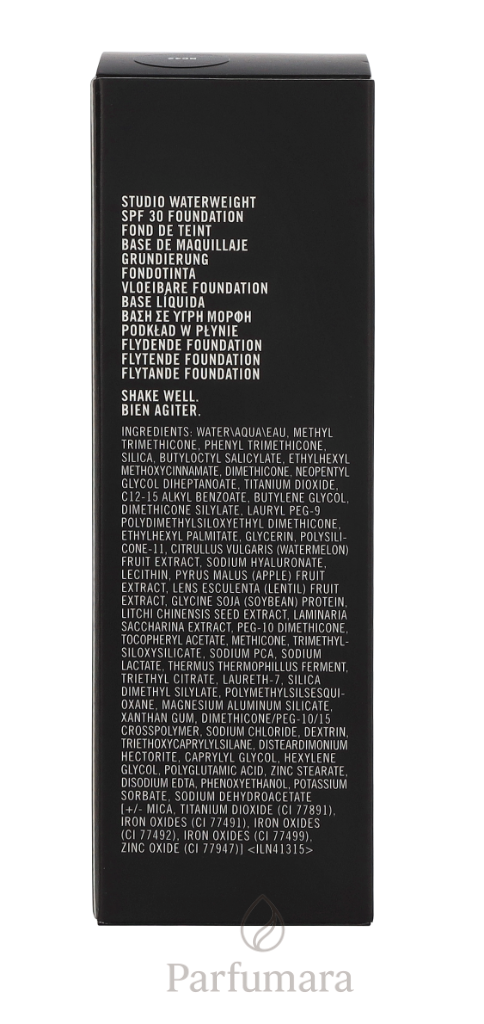 STUDIO WATERWEIGHT
SPF 30 FOUNDATION
FOND DE TEINT
BASE DE MAQUILLAJE
GRUNDIERUNG
FONDOTINTA
VLOEIBARE FOUNDATION
BASE LÍQUIDA
ΒΑΣΗ ΣΕ ΥΓΡΗ ΜΟΡΦΗ
PODKŁAD W PŁYNIE
FLYDENDE FOUNDATION
FLYTENDE FOUNDATION
FLYTANDE FOUNDATION
SHAKE WELL.
BIEN AGITER.
INGREDIENTS: WATER\AQUA\EAU, METHYL
TRIMETHICONE, PHENYL TRIMETHICONE,
SILICA, BUTYLOCTYL SALICYLATE, ETHYLHEXYL
METHOXYCINNAMATE, DIMETHICONE, NEOPENTYL
GLYCOL DIHEPTANOATE, TITANIUM DIOXIDE,
C12-15 ALKYL BENZOATE, BUTYLENE GLYCOL,
DIMETHICONE SILYLATE, LAURYL PEG-9
POLYDIMETHYLSILOXYETHYL DIMETHICONE,
ETHYLHEXYL PALMITATE, GLYCERIN, POLYSILI-
CONE-11, CITRULLUS VULGARIS (WATERMELON)
FRUIT EXTRACT, SODIUM HYALURONATE,
LECITHIN, PYRUS MALUS (APPLE) FRUIT
EXTRACT, LENS ESCULENTA (LENTIL) FRUIT
EXTRACT, GLYCINE SOJA (SOYBEAN) PROTEIN,
LITCHI CHINENSIS SEED EXTRACT, LAMINARIA
SACCHARINA EXTRACT, PEG-10 DIMETHICONE,
TOCOPHERYL ACETATE, METHICONE, TRIMETHYL-
SILOXYSILICATE, SODIUM PCA, SODIUM
LACTATE, THERMUS THERMOPHILLUS FERMENT,
TRIETHYL CITRATE, LAURETH-7, SILICA
DIMETHYL SILYLATE, POLYMETHYLSILSESQUI-
OXANE, MAGNESIUM ALUMINUM SILICATE,
XANTHAN GUM, DIMETHICONE/PEG-10/15
CROSSPOLYMER, SODIUM CHLORIDE, DEXTRIN,
TRIETHOXYCAPRYLYLSILANE, DISTEARDIMONIUM
HECTORITE, CAPRYLYL GLYCOL, HEXYLENE
GLYCOL, POLYGLUTAMIC ACID, ZINC STEARATE,
DISODIUM EDTA, PHENOXYETHANOL, POTASSIUM
SORBATE, SODIUM DEHYDROACETATE
[+/- MICA, TITANIUM DIOXIDE (CI 77891),
IRON OXIDES (CI 77491), IRON OXIDES
(CI 77492), IRON OXIDES (CI 77499),
ZINC OXIDE (CI 77947)] <ILN41315>
Parfumara